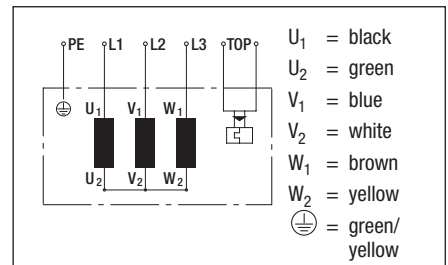 PE L1 L2 L3 TOP
U1 V1 W1
U2 V2 W2
U1 = black
U2 = green
V1 = blue
V2 = white
W1 = brown
W2 = yellow
⏚ = green/
yellow